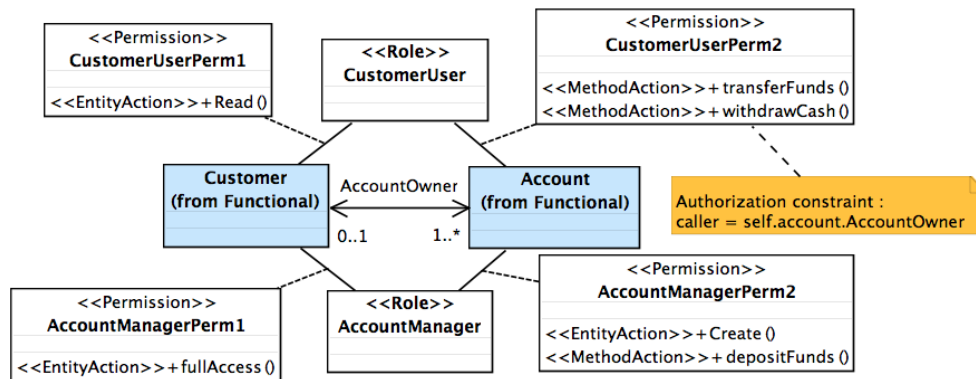 <<Permission>>
CustomerUserPerm1
<<EntityAction>>+Read()
<<Role>>
CustomerUser
<<Permission>>
CustomerUserPerm2
<<MethodAction>>+transferFunds()
<<MethodAction>>+withdrawCash()
Customer
(from Functional)
AccountOwner
0..1
1..*
Account
(from Functional)
Authorization constraint :
caller = self.account.AccountOwner
<<Permission>>
AccountManagerPerm1
<<EntityAction>>+fullAccess()
<<Role>>
AccountManager
<<Permission>>
AccountManagerPerm2
<<EntityAction>>+Create()
<<MethodAction>>+depositFunds()